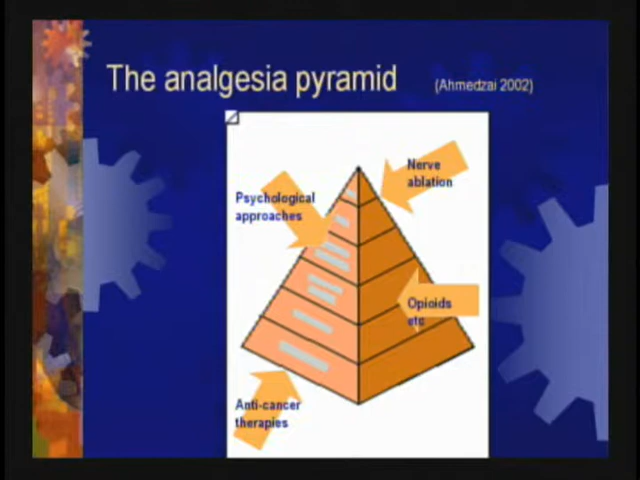 The analgesia pyramid (Ahmedzai 2002)
Nerve
ablation
Psychological
approaches
Opioids
etc
Anti-cancer
therapies